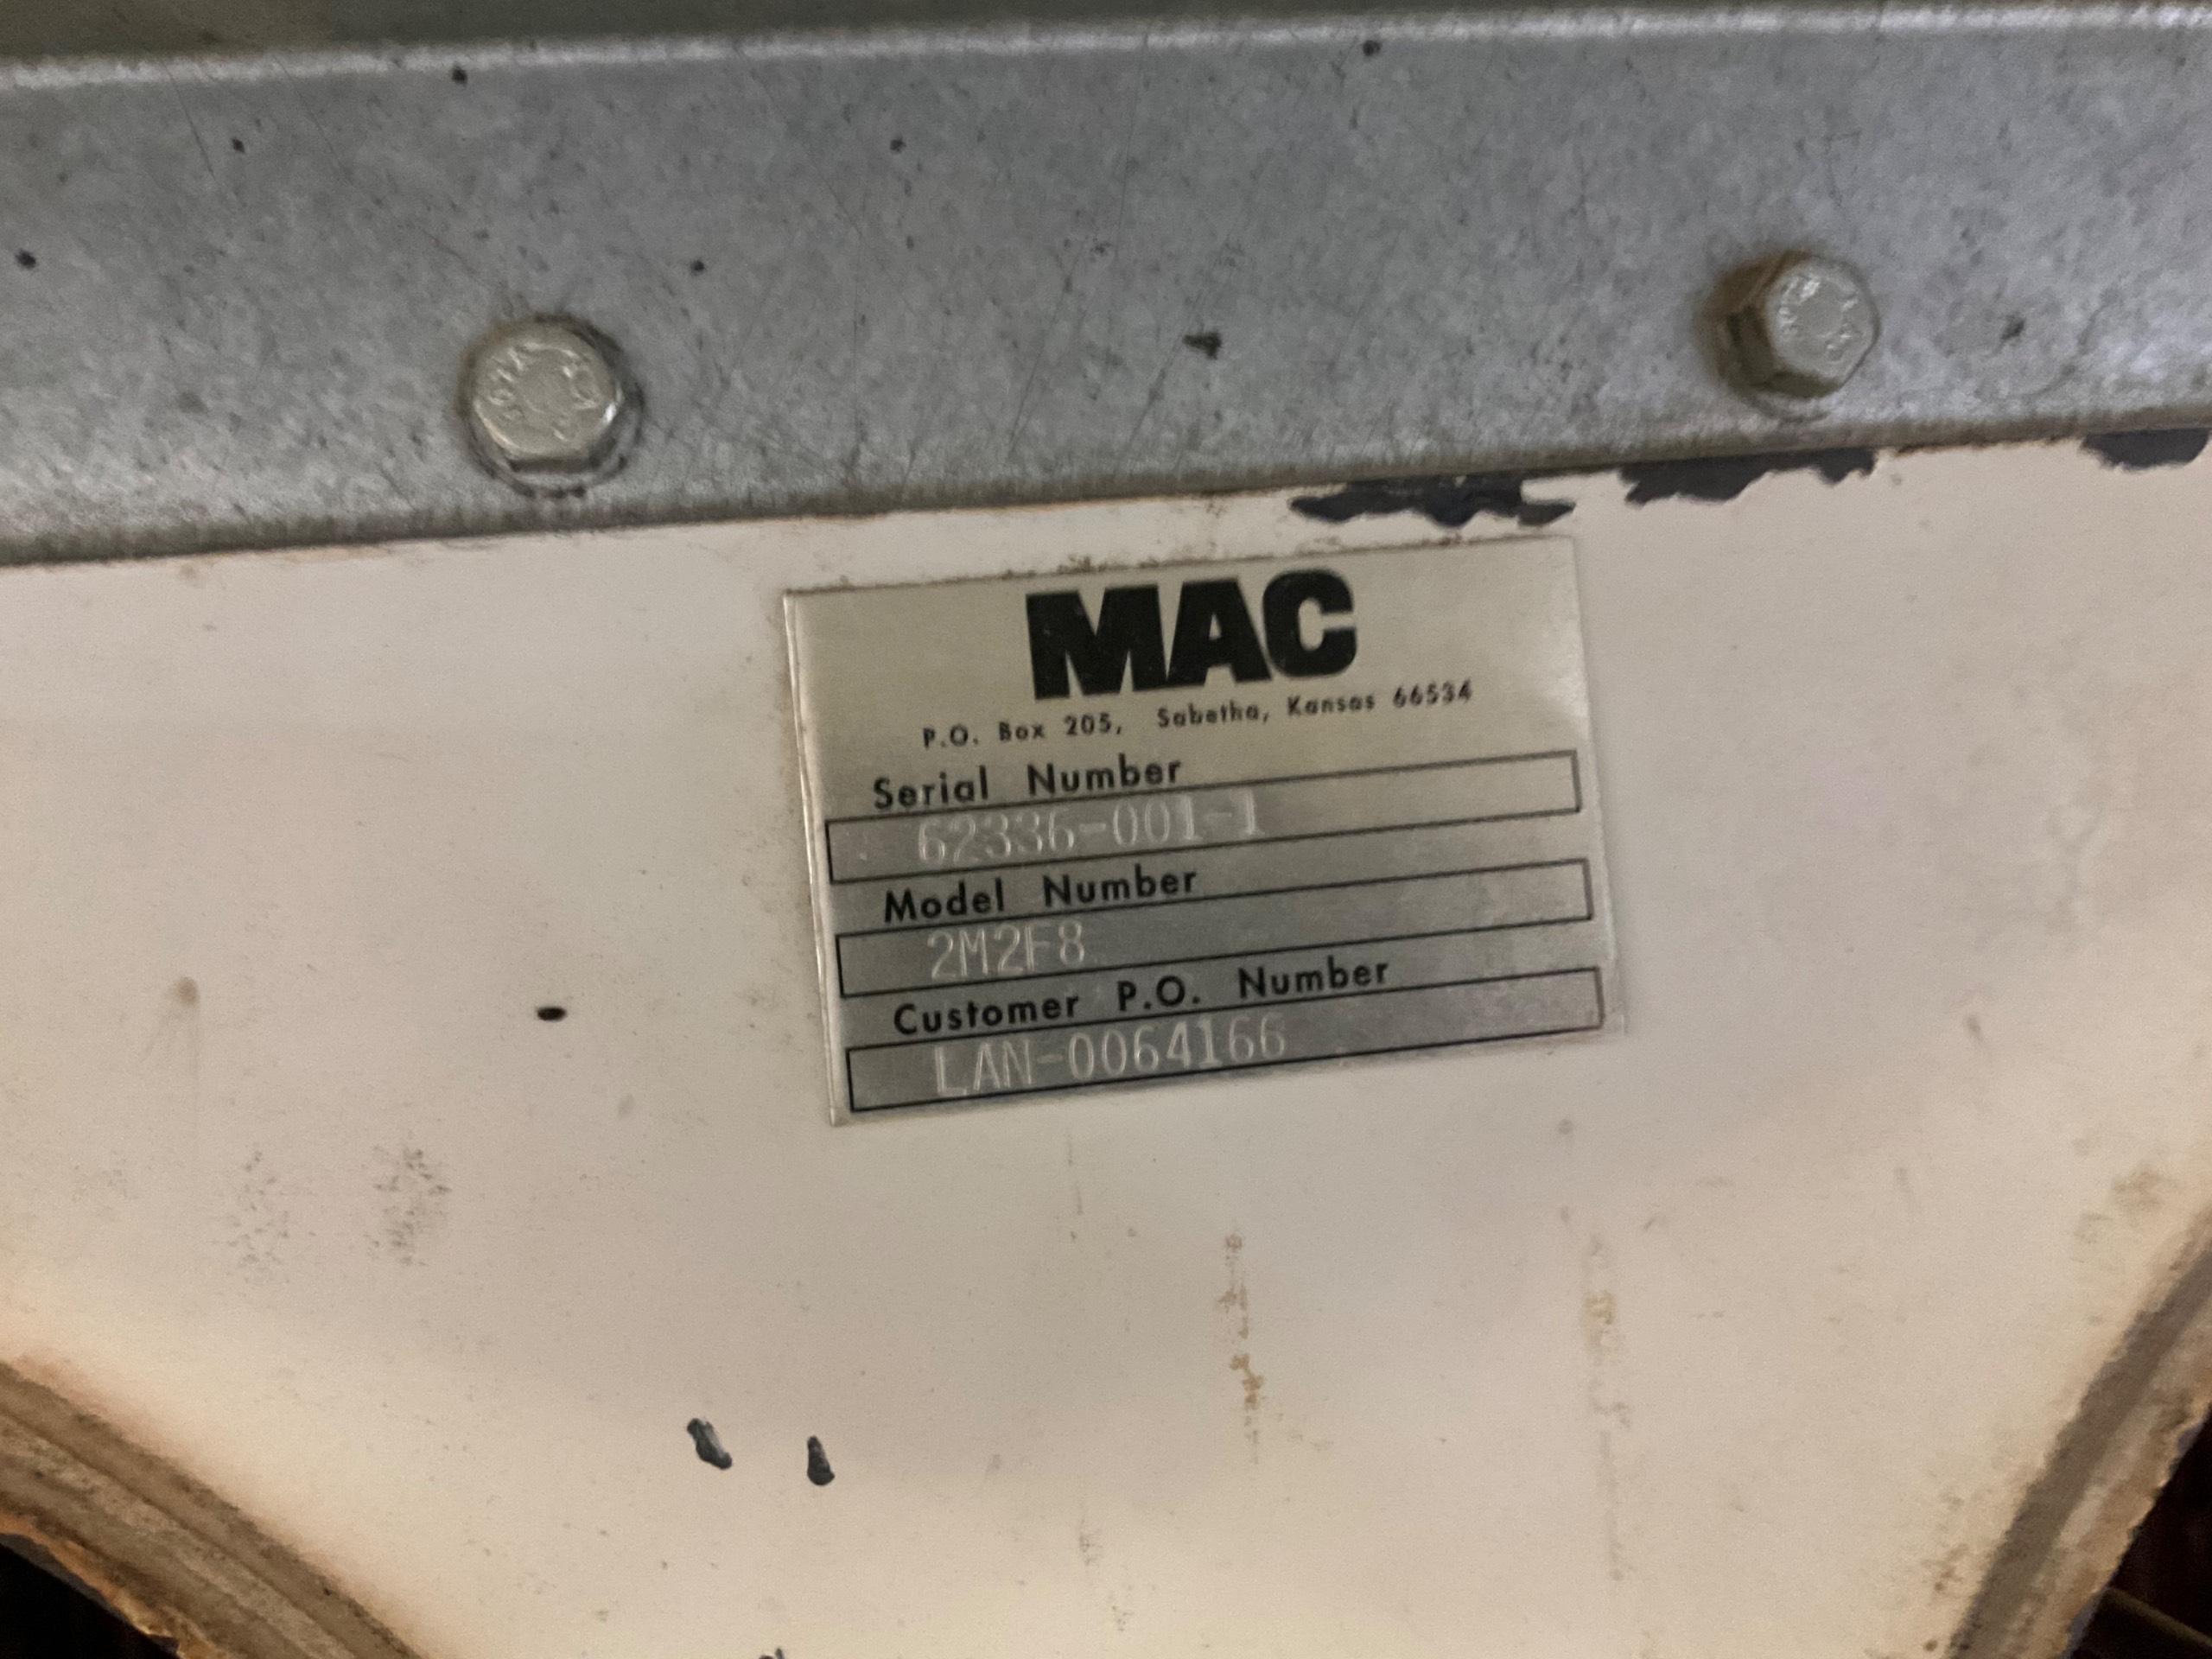 MAC
P.O. Box 205, Sabetha, Kansas 66534
Serial Number
62336-001-1
Model Number
2M2F8
Customer P.O. Number
LAN-0064166